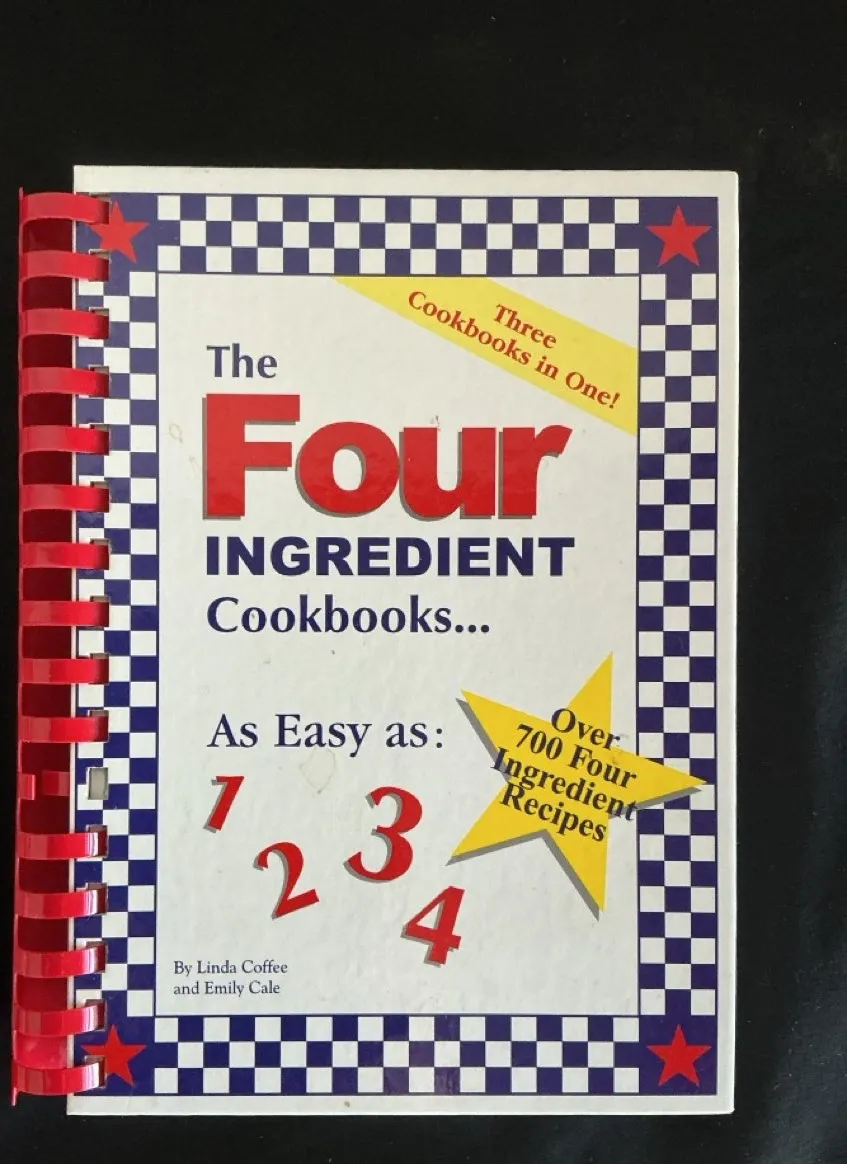 Three
Cookbooks in One!
The
Four
INGREDIENT
Cookbooks...
As Easy as:
1
2
3
4
Over
700 Four
Ingredient
Recipes
By Linda Coffee
and Emily Cale